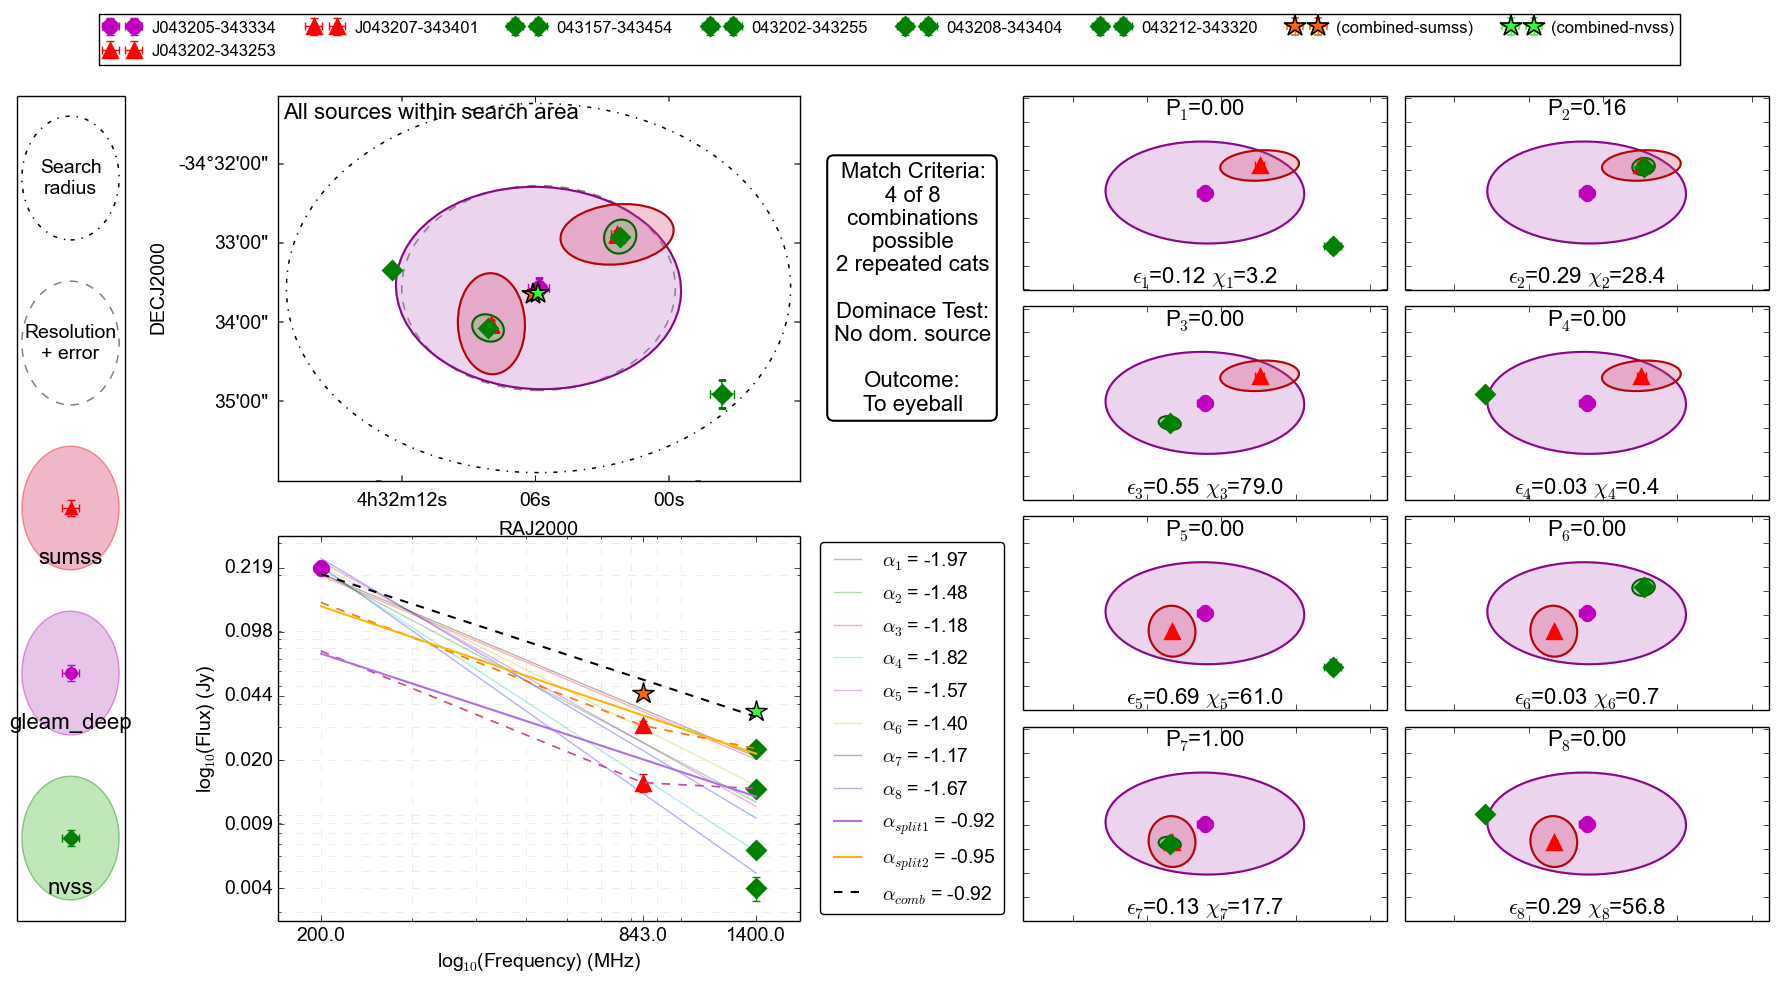 J043205-343334
J043207-343401
043157-343454
043202-343255
043208-343404
043212-343320
(combined-sumss)
(combined-nvss)
J043202-343253
Search
radius
Resolution
+ error
sumss
gleam_deep
nvss
All sources within search area
DECJ2000
-34°32'00"
33'00"
34'00"
35'00"
4h32m12s
06s
00s
RAJ2000
Match Criteria:
4 of 8
combinations
possible
2 repeated cats
Dominace Test:
No dom. source
Outcome:
To eyeball
log₁₀(Flux) (Jy)
0.219
0.098
0.044
0.020
0.009
0.004
200.0
843.0
1400.0
log₁₀(Frequency) (MHz)
α₁ = -1.97
α₂ = -1.48
α₃ = -1.18
α₄ = -1.82
α₅ = -1.57
α₆ = -1.40
α₇ = -1.17
α₈ = -1.67
α_split1 = -0.92
α_split2 = -0.95
α_comb = -0.92
P₁=0.00
ϵ₁=0.12 χ₁=3.2
P₂=0.16
ϵ₂=0.29 χ₂=28.4
P₃=0.00
ϵ₃=0.55 χ₃=79.0
P₄=0.00
ϵ₄=0.03 χ₄=0.4
P₅=0.00
ϵ₅=0.69 χ₅=61.0
P₆=0.00
ϵ₆=0.03 χ₆=0.7
P₇=1.00
ϵ₇=0.13 χ₇=17.7
P₈=0.00
ϵ₈=0.29 χ₈=56.8